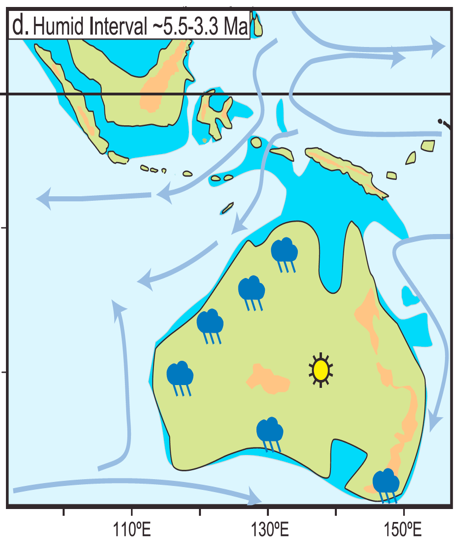 d. Humid Interval ~5.5-3.3 Ma
110ºE 130ºE 150ºE